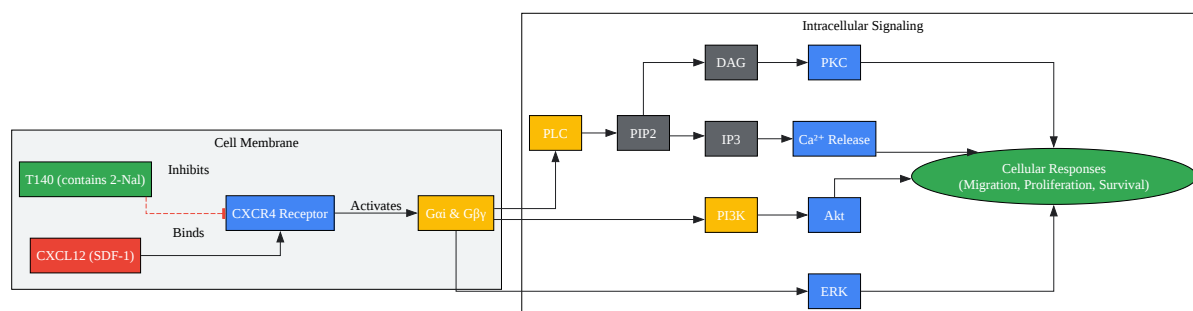 Intracellular Signaling
DAG
PKC
PLC
PIP2
IP3
Ca²⁺ Release
Cell Membrane
T140 (contains 2-Nal)
Inhibits
CXCR4 Receptor
Activates
Gαi & Gβγ
Binds
CXCL12 (SDF-1)
PI3K
Akt
ERK
Cellular Responses
(Migration, Proliferation, Survival)